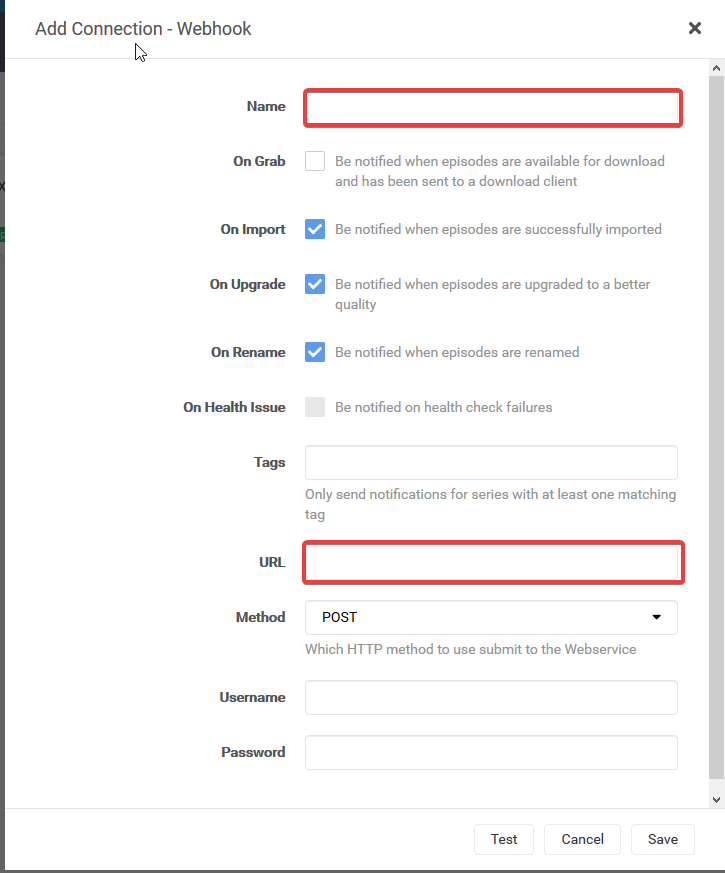 Add Connection - Webhook
Name
On Grab
Be notified when episodes are available for download
and has been sent to a download client
On Import
Be notified when episodes are successfully imported
On Upgrade
Be notified when episodes are upgraded to a better
quality
On Rename
Be notified when episodes are renamed
On Health Issue
Be notified on health check failures
Tags
Only send notifications for series with at least one matching
tag
URL
Method
POST
Which HTTP method to use submit to the Webservice
Username
Password
Test
Cancel
Save